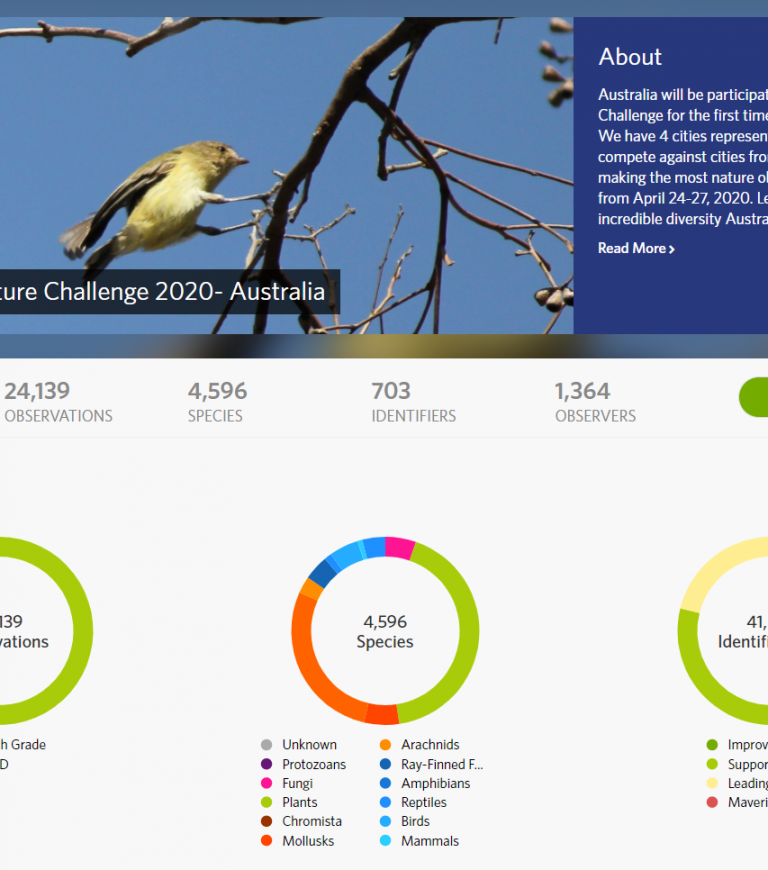 About
Australia will be participat
Challenge for the first time
We have 4 cities represen
compete against cities fro
making the most nature ob
from April 24-27, 2020. Le
incredible diversity Austra
Read More ›
ture Challenge 2020- Australia
24,139
OBSERVATIONS
4,596
SPECIES
703
IDENTIFIERS
1,364
OBSERVERS
139
vations
h Grade
D
4,596
Species
Unknown
Protozoans
Fungi
Plants
Chromista
Mollusks
Arachnids
Ray-Finned F...
Amphibians
Reptiles
Birds
Mammals
41,
Identifi
Improv
Suppor
Leading
Maveri